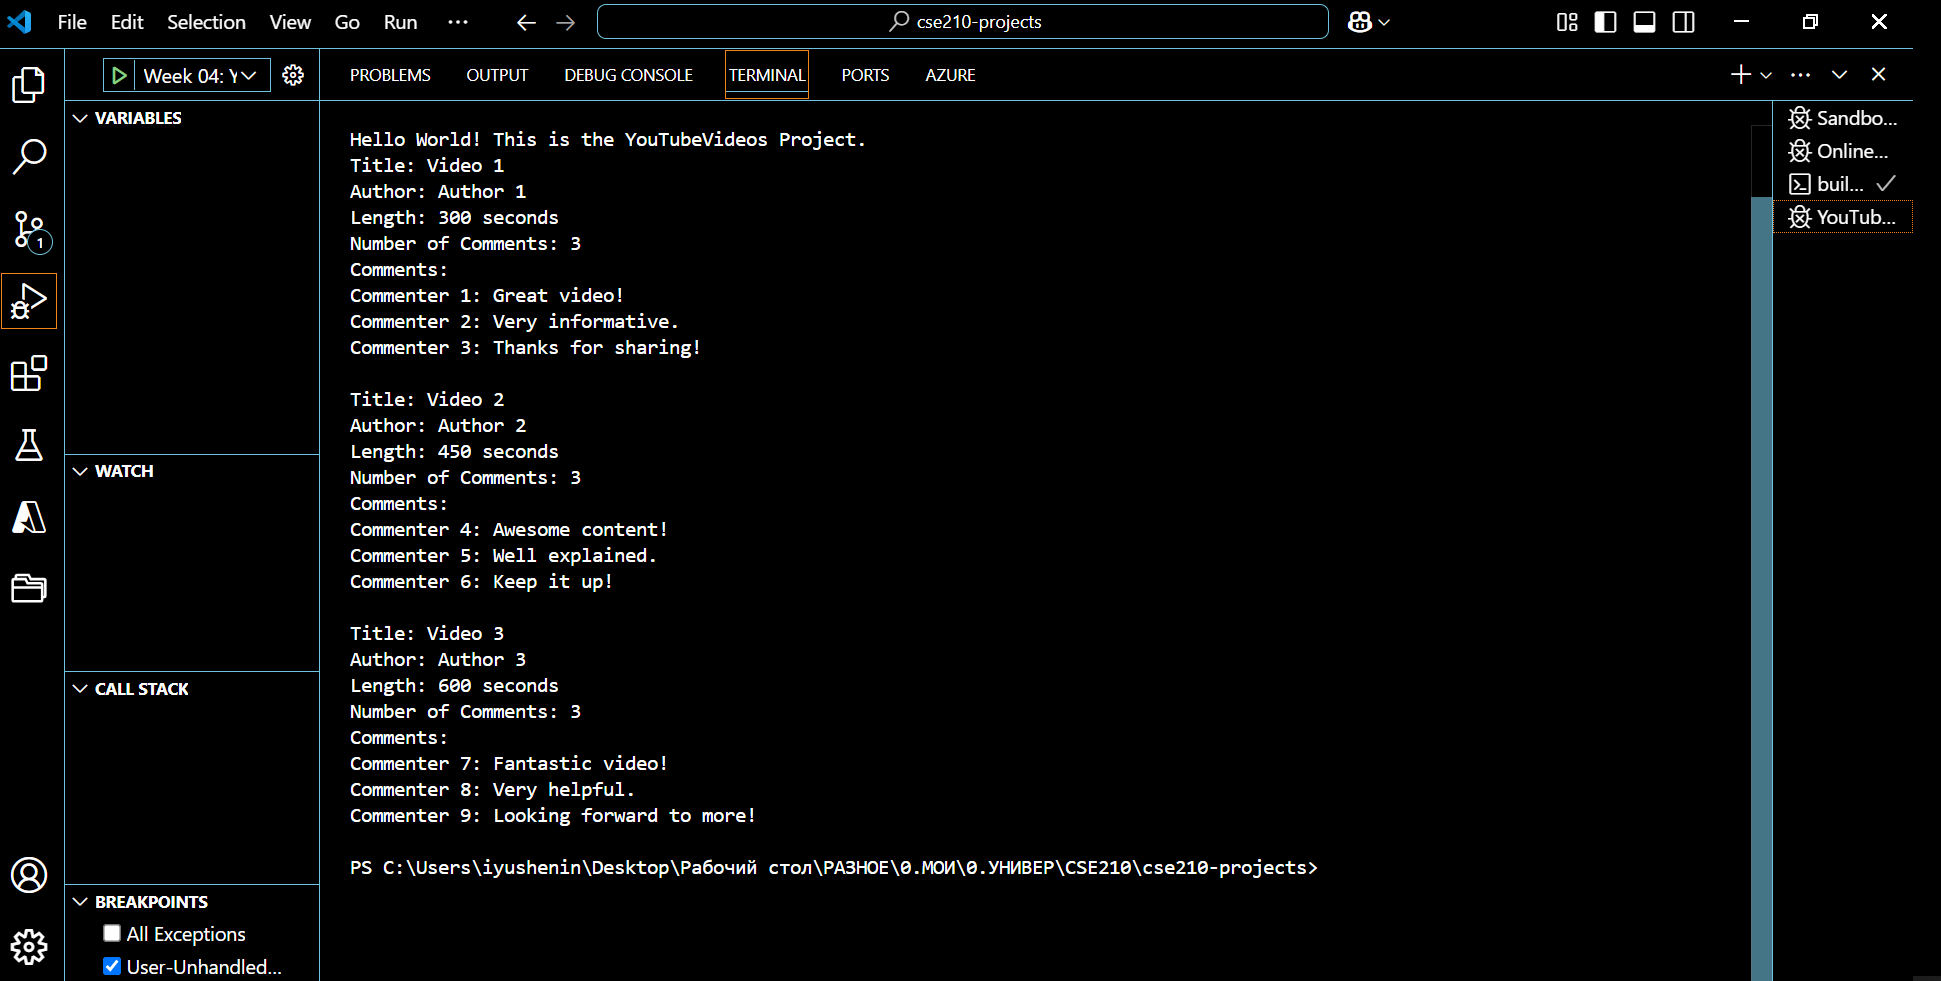 File Edit Selection View Go Run ··· cse210-projects
Week 04: Y
PROBLEMS OUTPUT DEBUG CONSOLE TERMINAL PORTS AZURE
VARIABLES
WATCH
CALL STACK
BREAKPOINTS
All Exceptions
User-Unhandled...
1
Hello World! This is the YouTubeVideos Project.
Title: Video 1
Author: Author 1
Length: 300 seconds
Number of Comments: 3
Comments:
Commenter 1: Great video!
Commenter 2: Very informative.
Commenter 3: Thanks for sharing!
Title: Video 2
Author: Author 2
Length: 450 seconds
Number of Comments: 3
Comments:
Commenter 4: Awesome content!
Commenter 5: Well explained.
Commenter 6: Keep it up!
Title: Video 3
Author: Author 3
Length: 600 seconds
Number of Comments: 3
Comments:
Commenter 7: Fantastic video!
Commenter 8: Very helpful.
Commenter 9: Looking forward to more!
PS C:\Users\iyushenin\Desktop\Рабочий стол\РАЗНОЕ\0.МОИ\0.УНИВЕР\CSE210\cse210-projects>
Sandbo...
Online...
buil...
YouTub...